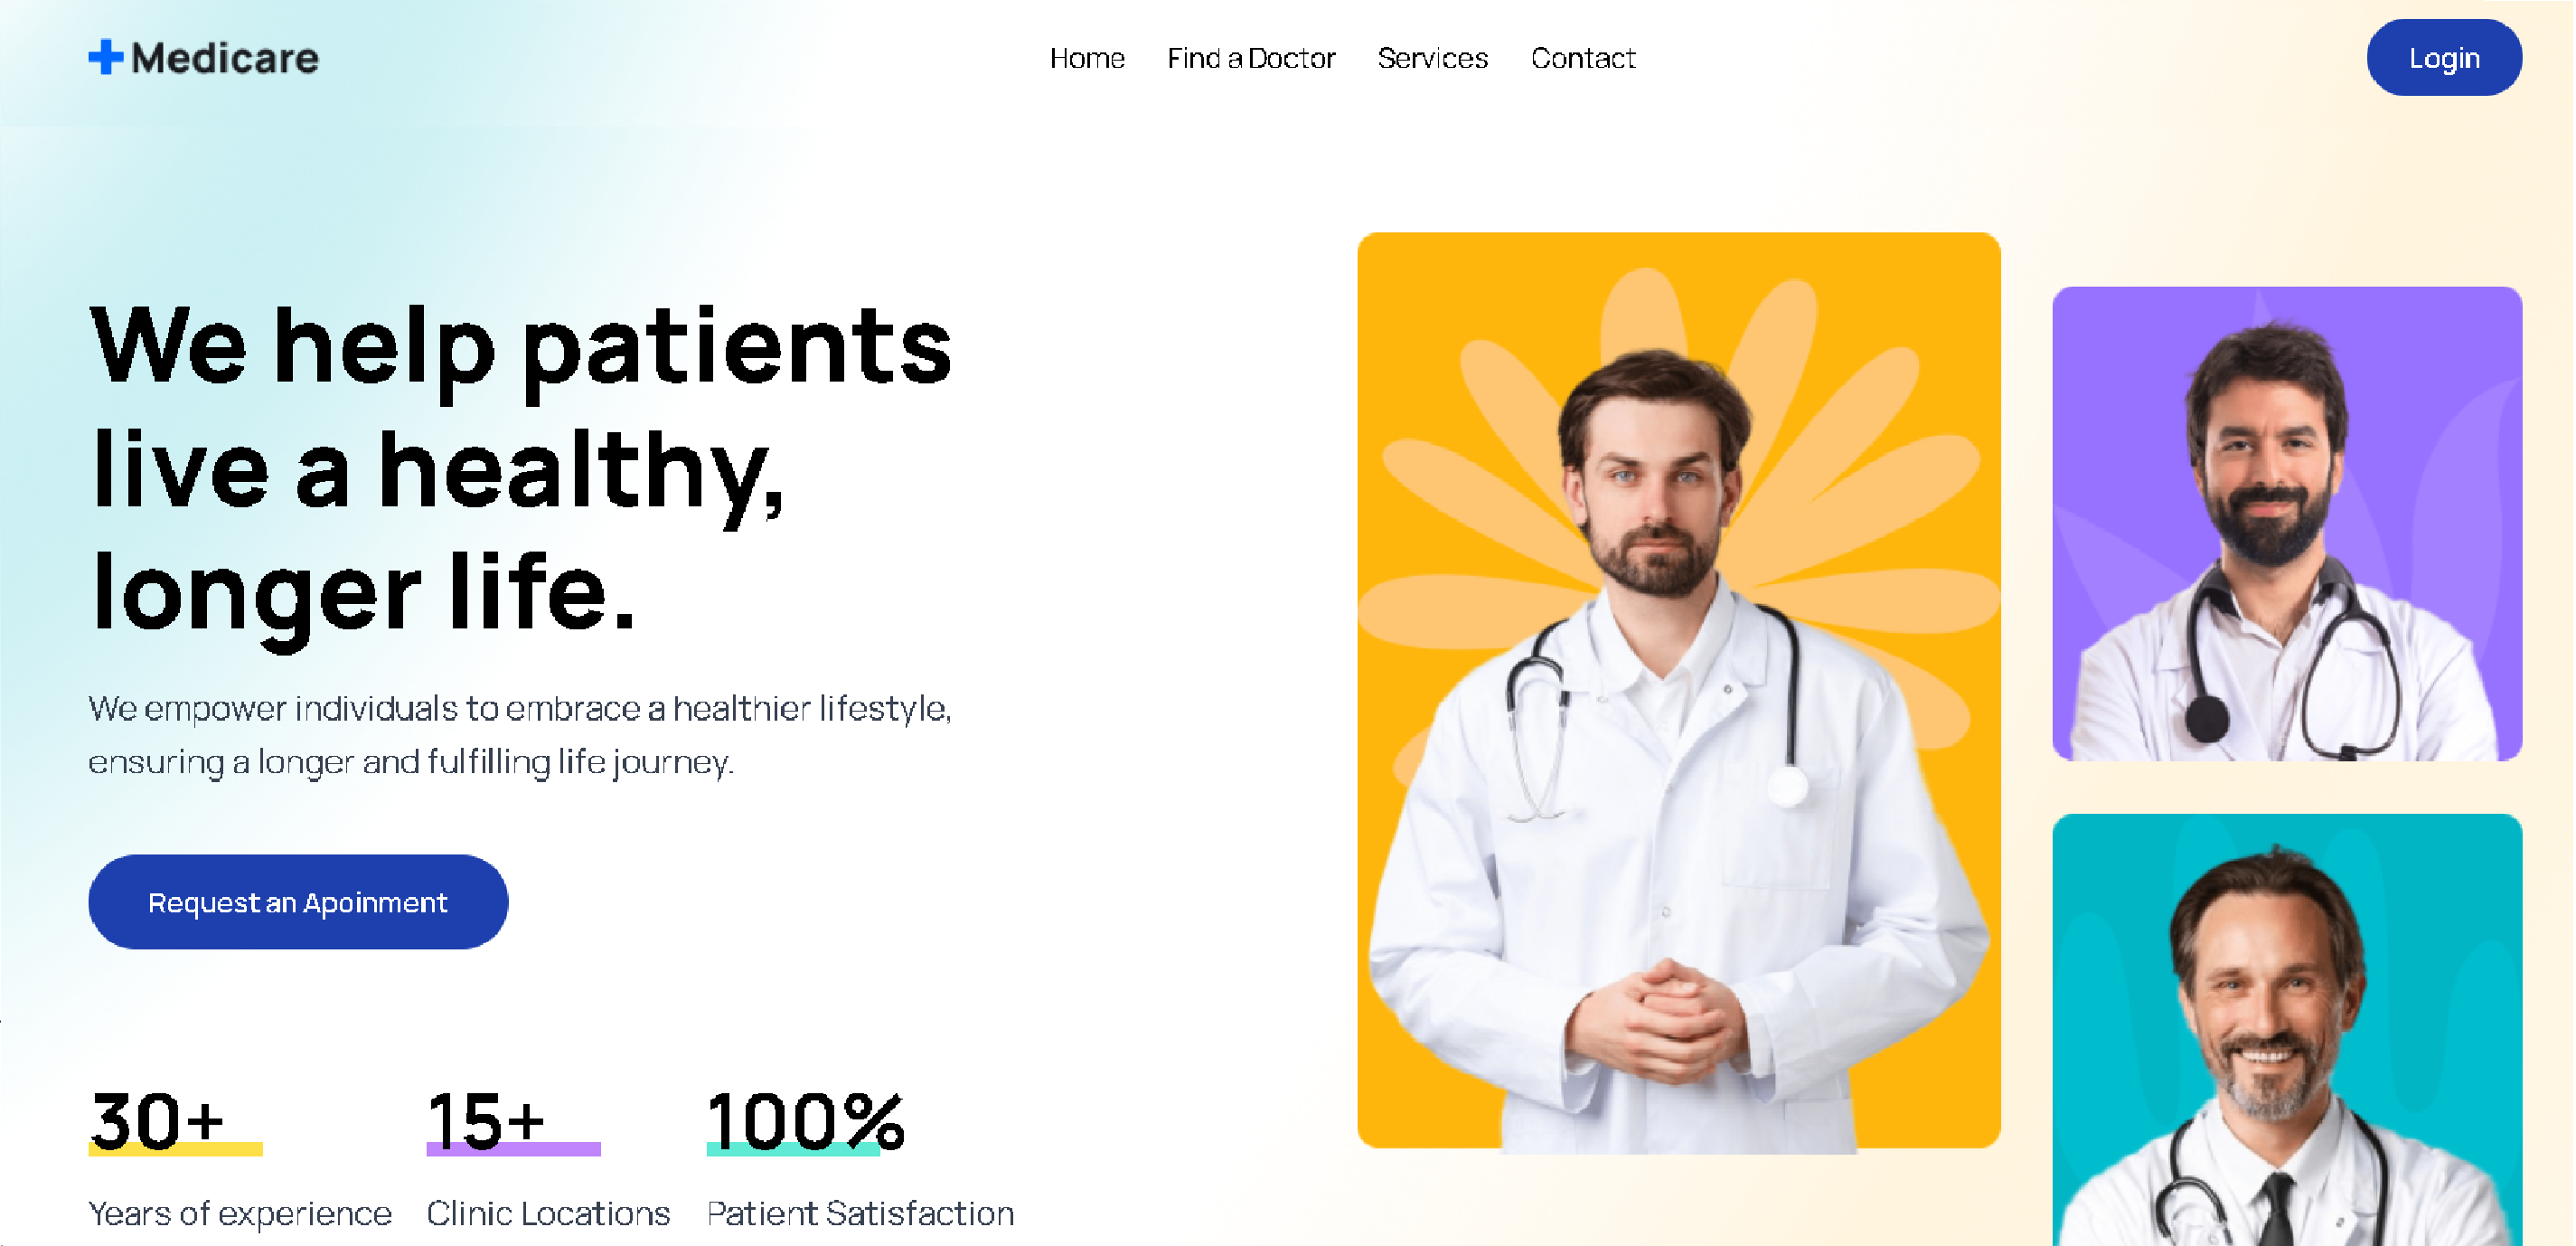 Medicare
Home Find a Doctor Services Contact
Login
We help patients
live a healthy,
longer life.
We empower individuals to embrace a healthier lifestyle,
ensuring a longer and fulfilling life journey.
Request an Apoinment
30+ 15+ 100%
Years of experience Clinic Locations Patient Satisfaction